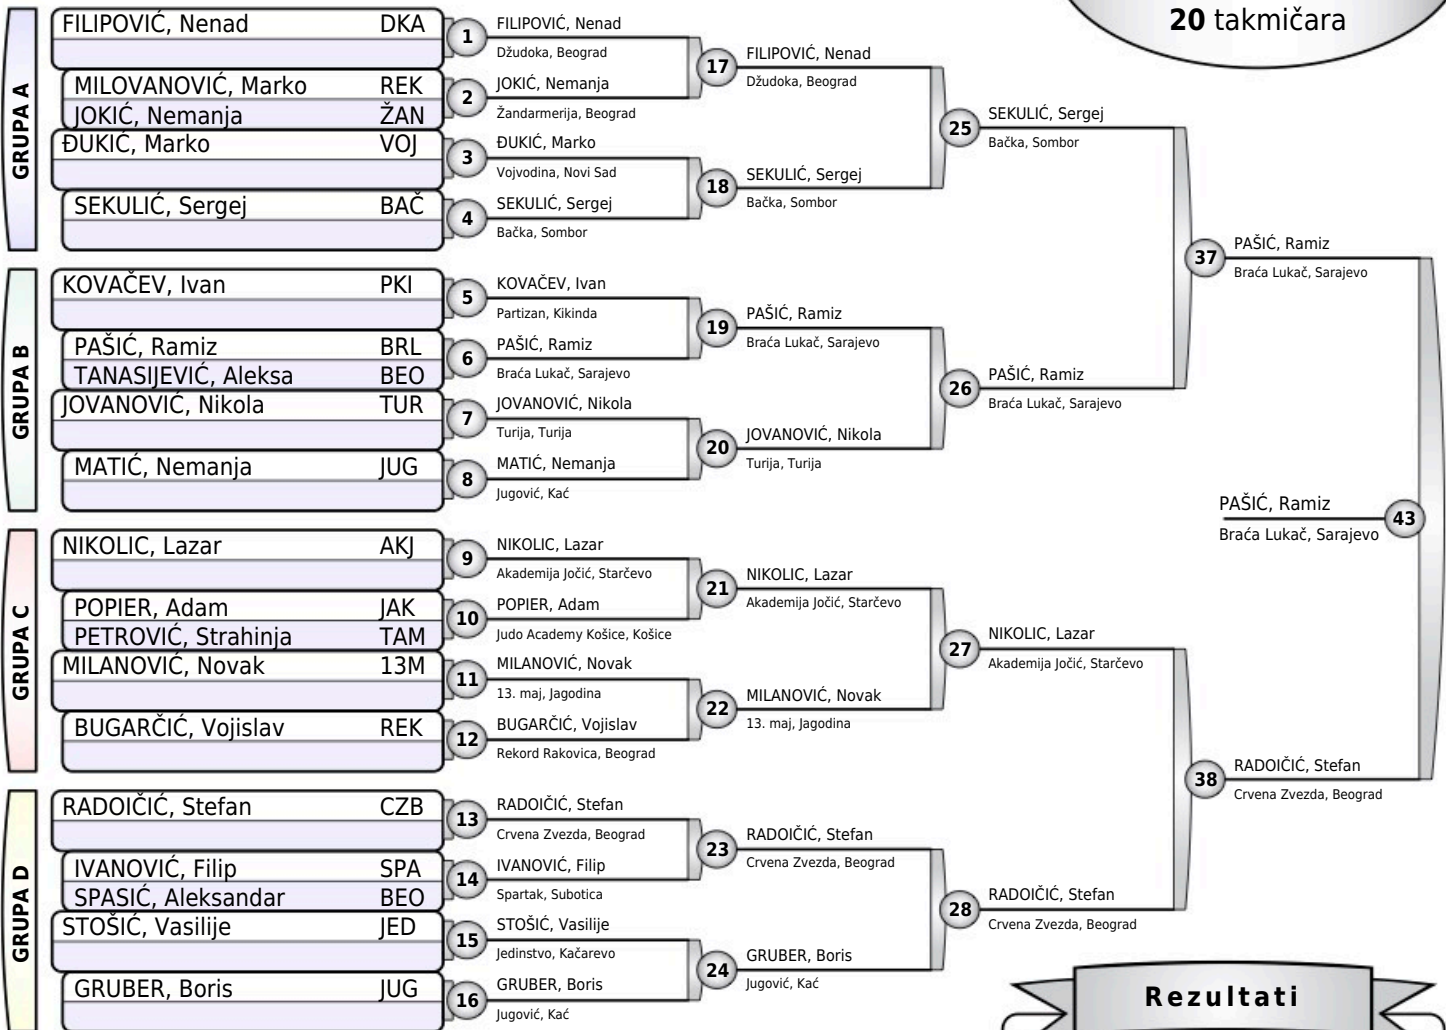 20 takmičara
GRUPA A
FILIPOVIĆ, Nenad DKA
MILOVANOVIĆ, Marko REK
JOKIĆ, Nemanja ŽAN
ĐUKIĆ, Marko VOJ
SEKULIĆ, Sergej BAČ
1
FILIPOVIĆ, Nenad
Džudoka, Beograd
2
JOKIĆ, Nemanja
Žandarmerija, Beograd
3
ĐUKIĆ, Marko
Vojvodina, Novi Sad
4
SEKULIĆ, Sergej
Bačka, Sombor
17
FILIPOVIĆ, Nenad
Džudoka, Beograd
18
SEKULIĆ, Sergej
Bačka, Sombor
25
SEKULIĆ, Sergej
Bačka, Sombor
GRUPA B
KOVAČEV, Ivan PKI
PAŠIĆ, Ramiz BRL
TANASIJEVIĆ, Aleksa BEO
JOVANOVIĆ, Nikola TUR
MATIĆ, Nemanja JUG
5
KOVAČEV, Ivan
Partizan, Kikinda
6
PAŠIĆ, Ramiz
Braća Lukač, Sarajevo
7
JOVANOVIĆ, Nikola
Turija, Turija
8
MATIĆ, Nemanja
Jugović, Kać
19
PAŠIĆ, Ramiz
Braća Lukač, Sarajevo
20
JOVANOVIĆ, Nikola
Turija, Turija
26
PAŠIĆ, Ramiz
Braća Lukač, Sarajevo
37
PAŠIĆ, Ramiz
Braća Lukač, Sarajevo
GRUPA C
NIKOLIC, Lazar AKJ
POPIER, Adam JAK
PETROVIĆ, Strahinja TAM
MILANOVIĆ, Novak 13M
BUGARČIĆ, Vojislav REK
9
NIKOLIC, Lazar
Akademija Jočić, Starčevo
10
POPIER, Adam
Judo Academy Košice, Košice
11
MILANOVIĆ, Novak
13. maj, Jagodina
12
BUGARČIĆ, Vojislav
Rekord Rakovica, Beograd
21
NIKOLIC, Lazar
Akademija Jočić, Starčevo
22
MILANOVIĆ, Novak
13. maj, Jagodina
27
NIKOLIC, Lazar
Akademija Jočić, Starčevo
GRUPA D
RADOIČIĆ, Stefan CZB
IVANOVIĆ, Filip SPA
SPASIĆ, Aleksandar BEO
STOŠIĆ, Vasilije JED
GRUBER, Boris JUG
13
RADOIČIĆ, Stefan
Crvena Zvezda, Beograd
14
IVANOVIĆ, Filip
Spartak, Subotica
15
STOŠIĆ, Vasilije
Jedinstvo, Kačarevo
16
GRUBER, Boris
Jugović, Kać
23
RADOIČIĆ, Stefan
Crvena Zvezda, Beograd
24
GRUBER, Boris
Jugović, Kać
28
RADOIČIĆ, Stefan
Crvena Zvezda, Beograd
38
RADOIČIĆ, Stefan
Crvena Zvezda, Beograd
PAŠIĆ, Ramiz
43
Braća Lukač, Sarajevo
Rezultati